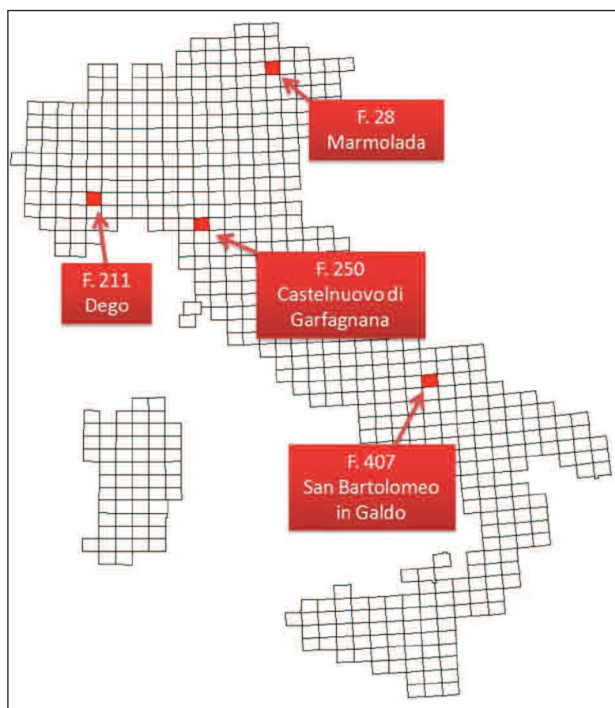 F. 28
Marmolada
F. 211
Dego
F. 250
Castelnuovo di
Garfagnana
F. 407
San Bartolomeo
in Galdo